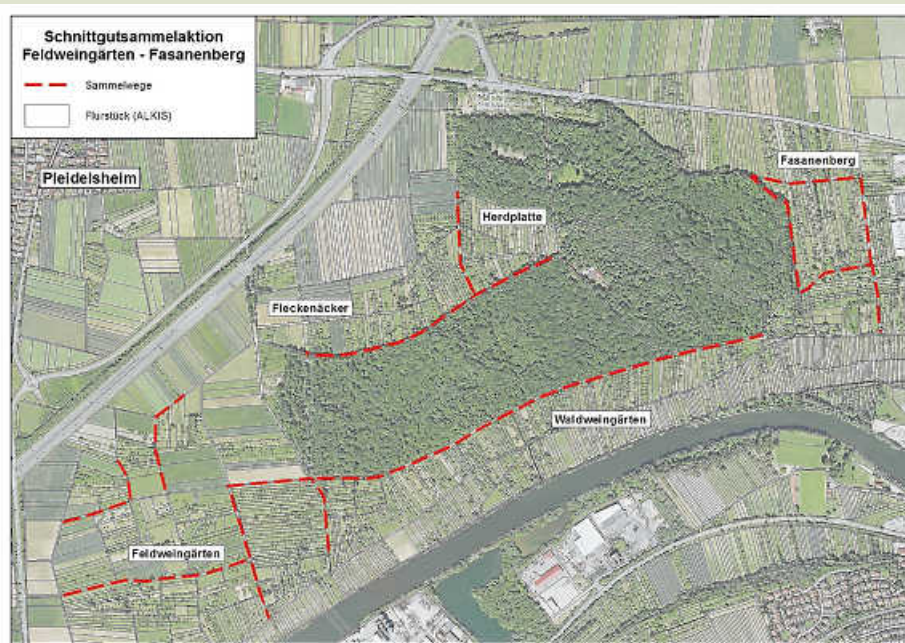 Schnittgutsammelaktion
Feldweingärten - Fasanenberg
Sammelwege
Flurstück (ALKIS)
Pleidelsheim
Fasanenberg
Herdplatte
Fleckenäcker
Waldweingärten
Feldweingärten